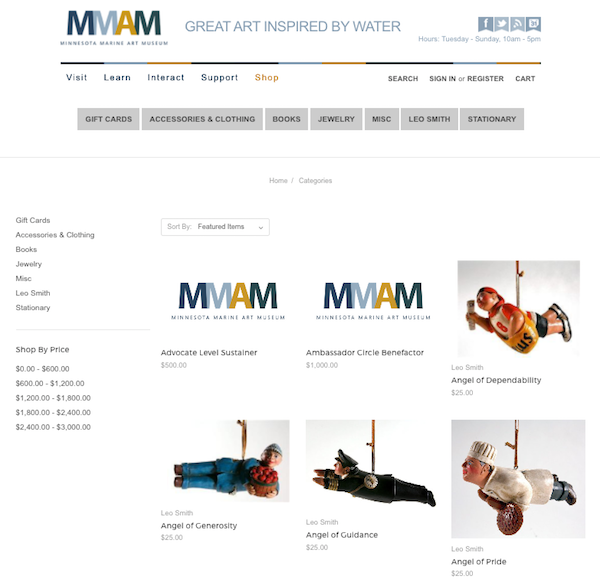 MMAM
MINNESOTA MARINE ART MUSEUM
GREAT ART INSPIRED BY WATER
Hours: Tuesday - Sunday, 10am - 5pm
Visit Learn Interact Support Shop
SEARCH SIGN IN or REGISTER CART
GIFT CARDS ACCESSORIES & CLOTHING BOOKS JEWELRY MISC LEO SMITH STATIONARY
Home / Categories
Gift Cards
Accessories & Clothing
Books
Jewelry
Misc
Leo Smith
Stationary
Shop By Price
$0.00 - $600.00
$600.00 - $1,200.00
$1,200.00 - $1,800.00
$1,800.00 - $2,400.00
$2,400.00 - $3,000.00
Sort By: Featured Items
MMAM
MINNESOTA MARINE ART MUSEUM
Advocate Level Sustainer
$500.00
MMAM
MINNESOTA MARINE ART MUSEUM
Ambassador Circle Benefactor
$1,000.00
Leo Smith
Angel of Dependability
$25.00
Leo Smith
Angel of Generosity
$25.00
Leo Smith
Angel of Guidance
$25.00
Leo Smith
Angel of Pride
$25.00